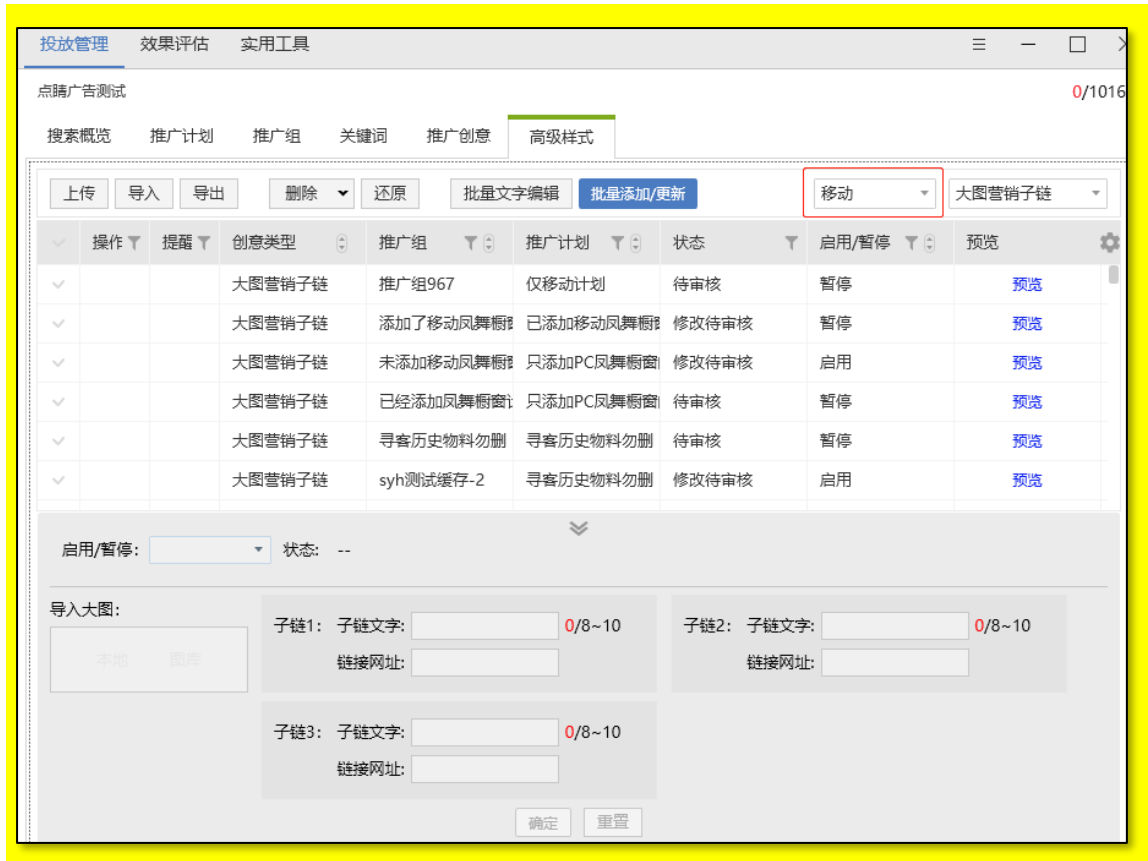 投放管理 效果评估 实用工具
点睛广告测试 0/1016
搜索概览 推广计划 推广组 关键词 推广创意 高级样式
上传 导入 导出 删除 还原 批量文字编辑 批量添加/更新 移动 大图营销子链
操作 提醒 创意类型 推广组 推广计划 状态 启用/暂停 预览
大图营销子链 推广组967 仅移动计划 待审核 暂停 预览
大图营销子链 添加了移动凤舞橱窗 已添加移动凤舞橱窗 修改待审核 暂停 预览
大图营销子链 未添加移动凤舞橱窗 只添加PC凤舞橱窗 修改待审核 启用 预览
大图营销子链 已经添加凤舞橱窗 只添加PC凤舞橱窗 待审核 暂停 预览
大图营销子链 寻客历史物料勿删 寻客历史物料勿删 待审核 暂停 预览
大图营销子链 syh测试缓存-2 寻客历史物料勿删 修改待审核 启用 预览
启用/暂停: 状态: --
导入大图:
本地 图库
子链1: 子链文字: 0/8~10 子链2: 子链文字: 0/8~10
链接网址: 链接网址:
子链3: 子链文字: 0/8~10
链接网址:
确定 重置